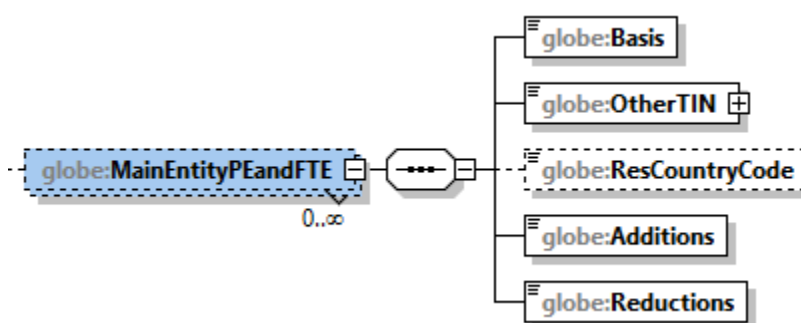 globe:Basis
globe:OtherTIN
globe:MainEntityPEandFTE
globe:ResCountryCode
0..∞
globe:Additions
globe:Reductions